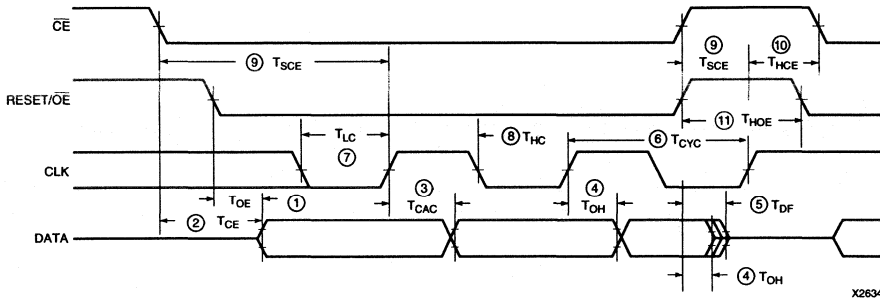 CE
⑨ TSCE
⑨ TSCE
⑩ THCE
RESET/OE
TLC
⑦
⑧ THC
⑥ TCYC
⑪ THOE
CLK
TOE ①
② TCE
③ TCAC
④ TOH
⑤ TDF
DATA
④ TOH
X2634